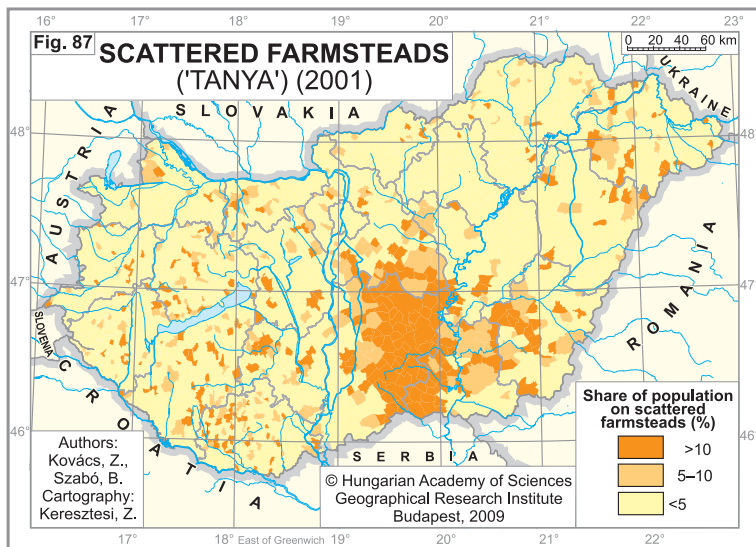 16° 17° 18° 19° 20° 21° 22° 23°
Fig. 87
SCATTERED FARMSTEADS
('TANYA') (2001)
0 20 40 60 km
UKRAINE
SLOVAKIA
AUSTRIA
48° 48°
47° 47°
ROMANIA
SLOVENIA
CROATIA
46° 46°
SERBIA
Authors:
Kovács, Z.,
Szabó, B.
Cartography:
Keresztesi, Z.
© Hungarian Academy of Sciences
Geographical Research Institute
Budapest, 2009
Share of population
on scattered
farmsteads (%)
>10
5–10
<5
17° 18° East of Greenwich 19° 20° 21° 22°